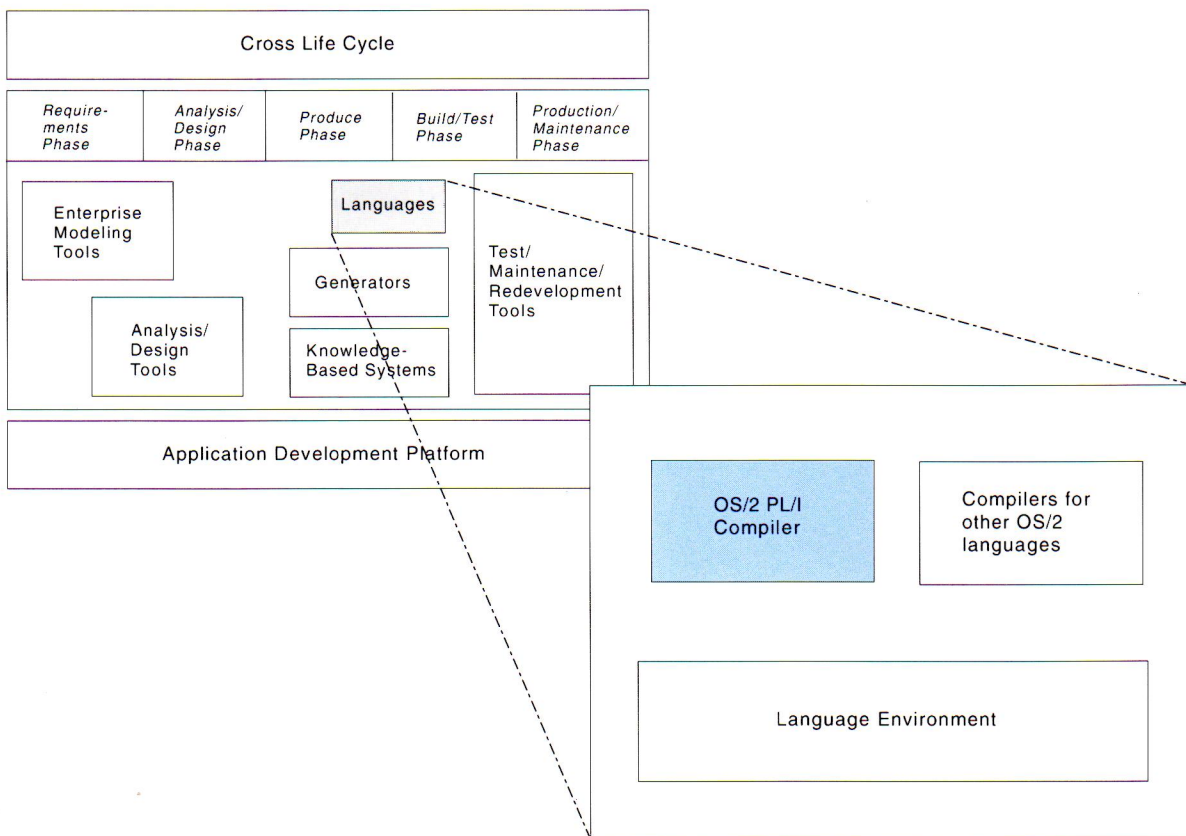 Cross Life Cycle
Require-
ments
Phase
Analysis/
Design
Phase
Produce
Phase
Build/Test
Phase
Production/
Maintenance
Phase
Enterprise
Modeling
Tools
Analysis/
Design
Tools
Languages
Generators
Knowledge-
Based Systems
Test/
Maintenance/
Redevelopment
Tools
Application Development Platform
OS/2 PL/I
Compiler
Compilers for
other OS/2
languages
Language Environment